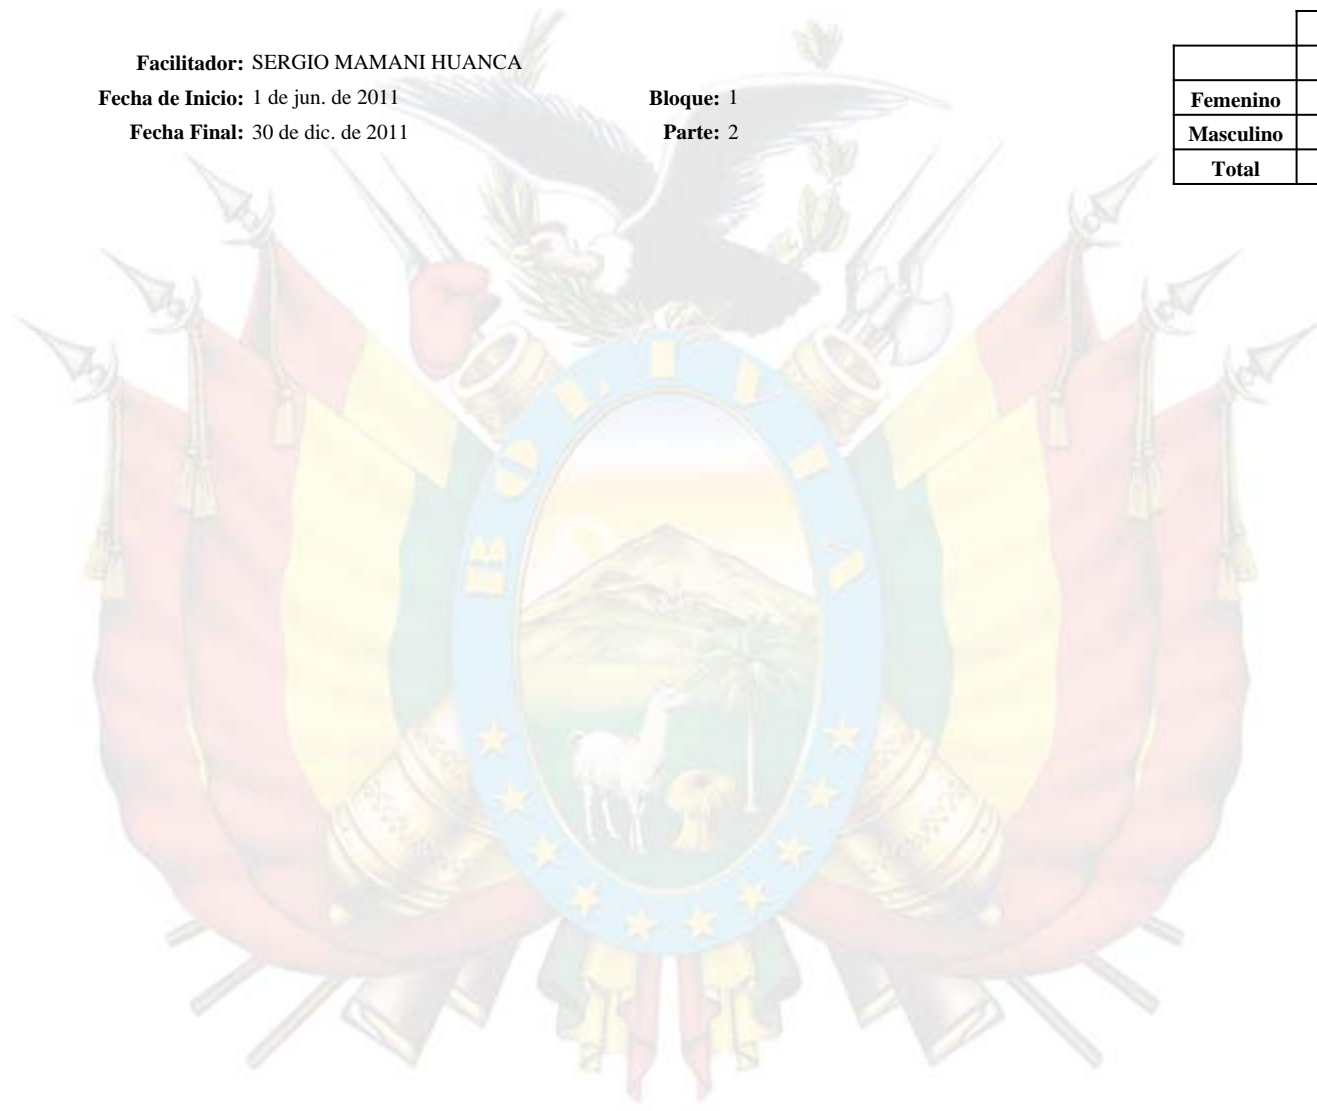 Facilitador: SERGIO MAMANI HUANCA
Fecha de Inicio: 1 de jun. de 2011 Bloque: 1
Fecha Final: 30 de dic. de 2011 Parte: 2
Femenino
Masculino
Total
BOLIVIA